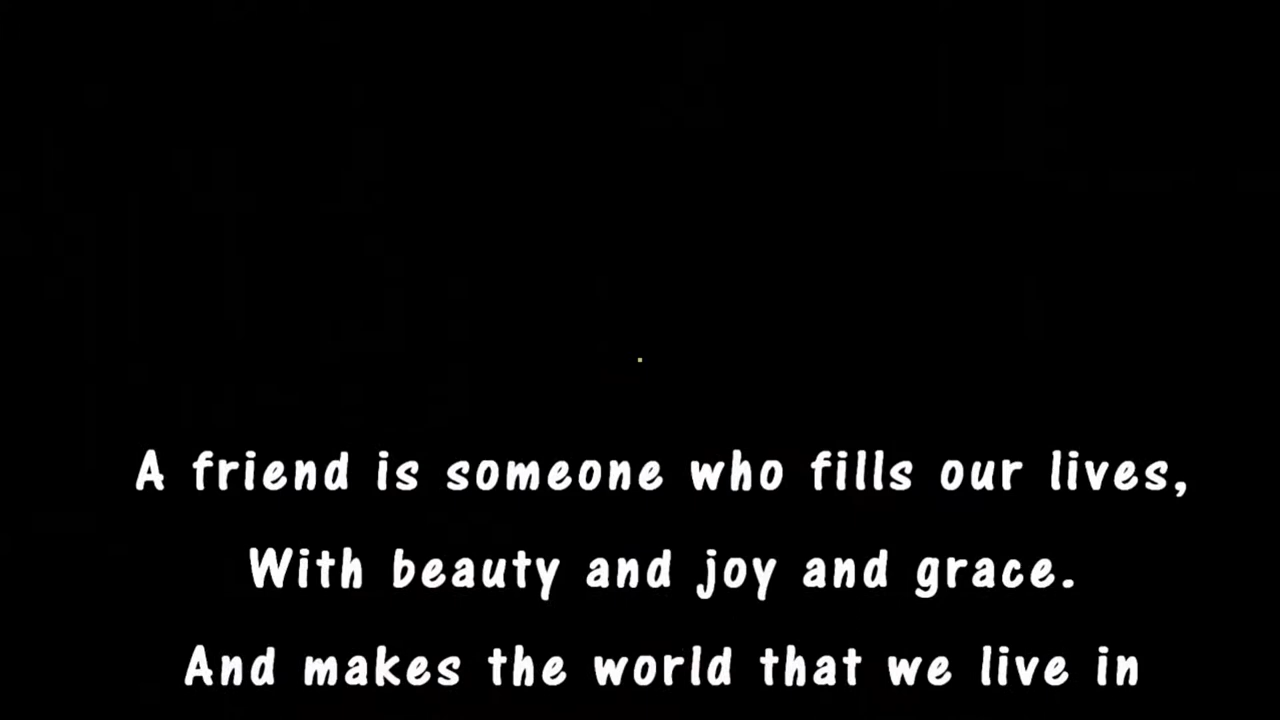 A friend is someone who fills our lives,
With beauty and joy and grace.
And makes the world that we live in